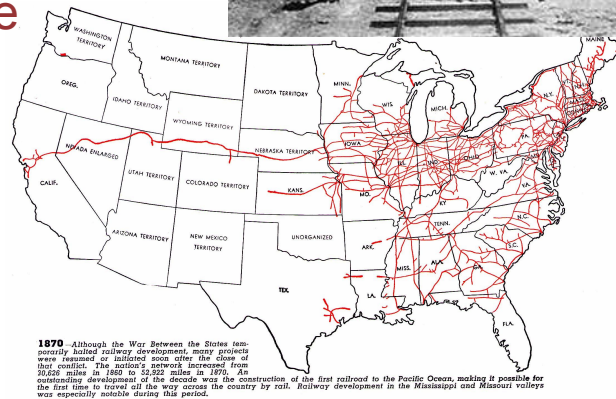 e
WASHINGTON
TERRITORY
MONTANA TERRITORY
DAKOTA TERRITORY
MINN.
MAINE
OREG.
IDAHO TERRITORY
WYOMING TERRITORY
WIS.
MICH.
N.Y.
VT.
N.H.
NEVADA ENLARGED
NEBRASKA TERRITORY
IOWA
ILL.
IND.
OHIO
PA.
CALIF.
UTAH TERRITORY
COLORADO TERRITORY
KANS.
MO.
KY.
W. VA.
VA.
ARIZONA TERRITORY
NEW MEXICO
TERRITORY
UNORGANIZED
ARK.
TENN.
N.C.
S.C.
TEX.
LA.
MISS.
ALA.
GA.
FLA.
1870—Although the War Between the States tem-
porarily halted railway development, many projects
were resumed or initiated soon after the close of
that conflict. The nation's network increased from
30,626 miles in 1860 to 52,922 miles in 1870. An
outstanding development of the decade was the construction of the first railroad to the Pacific Ocean, making it possible for
the first time to travel all the way across the country by rail. Railway development in the Mississippi and Missouri valleys
was especially notable during this period.